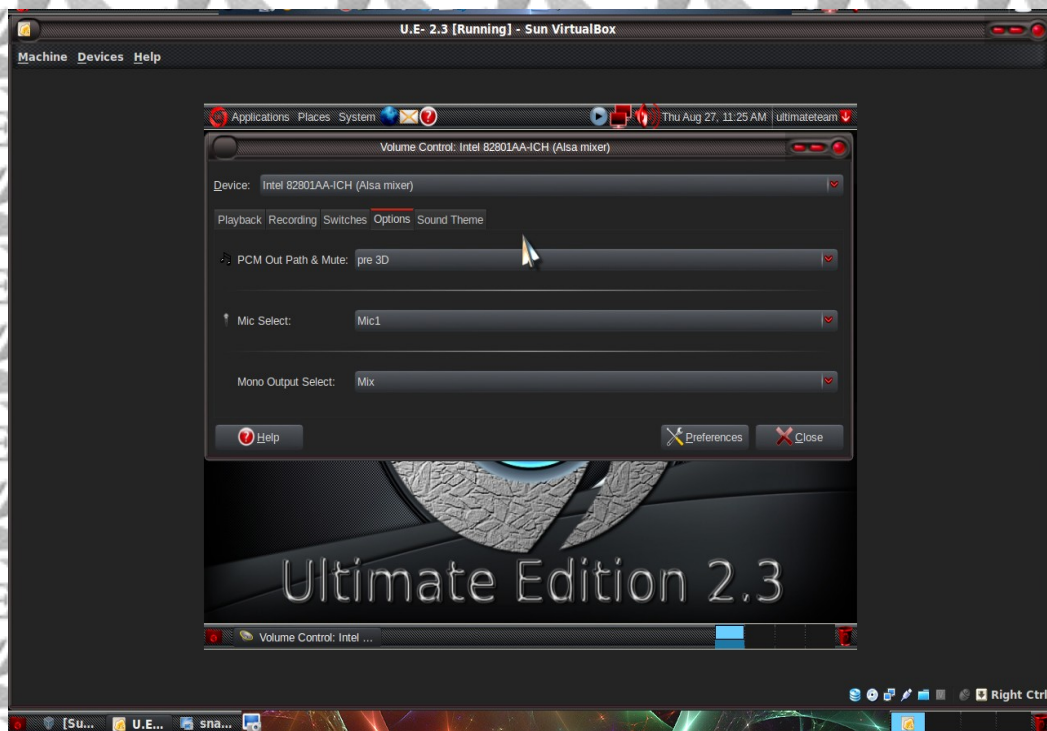 U.E- 2.3 [Running] - Sun VirtualBox
Machine Devices Help
Applications Places System Thu Aug 27, 11:25 AM ultimateteam
Volume Control: Intel 82801AA-ICH (Alsa mixer)
Device: Intel 82801AA-ICH (Alsa mixer)
Playback Recording Switches Options Sound Theme
PCM Out Path & Mute: pre 3D
Mic Select: Mic1
Mono Output Select: Mix
Help Preferences Close
Ultimate Edition 2.3
Volume Control: Intel ...
Right Ctrl
[Su... U.E... sna...